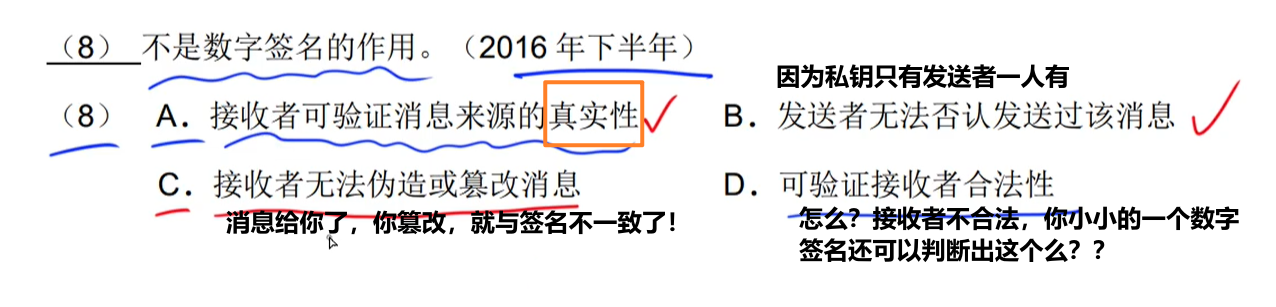 （8） 不是数字签名的作用。（2016 年下半年）
因为私钥只有发送者一人有
（8） A．接收者可验证消息来源的真实性 B．发送者无法否认发送过该消息
C．接收者无法伪造或篡改消息 D．可验证接收者合法性
消息给你了，你篡改，就与签名不一致了！
怎么？接收者不合法，你小小的一个数字
签名还可以判断出这个么？？